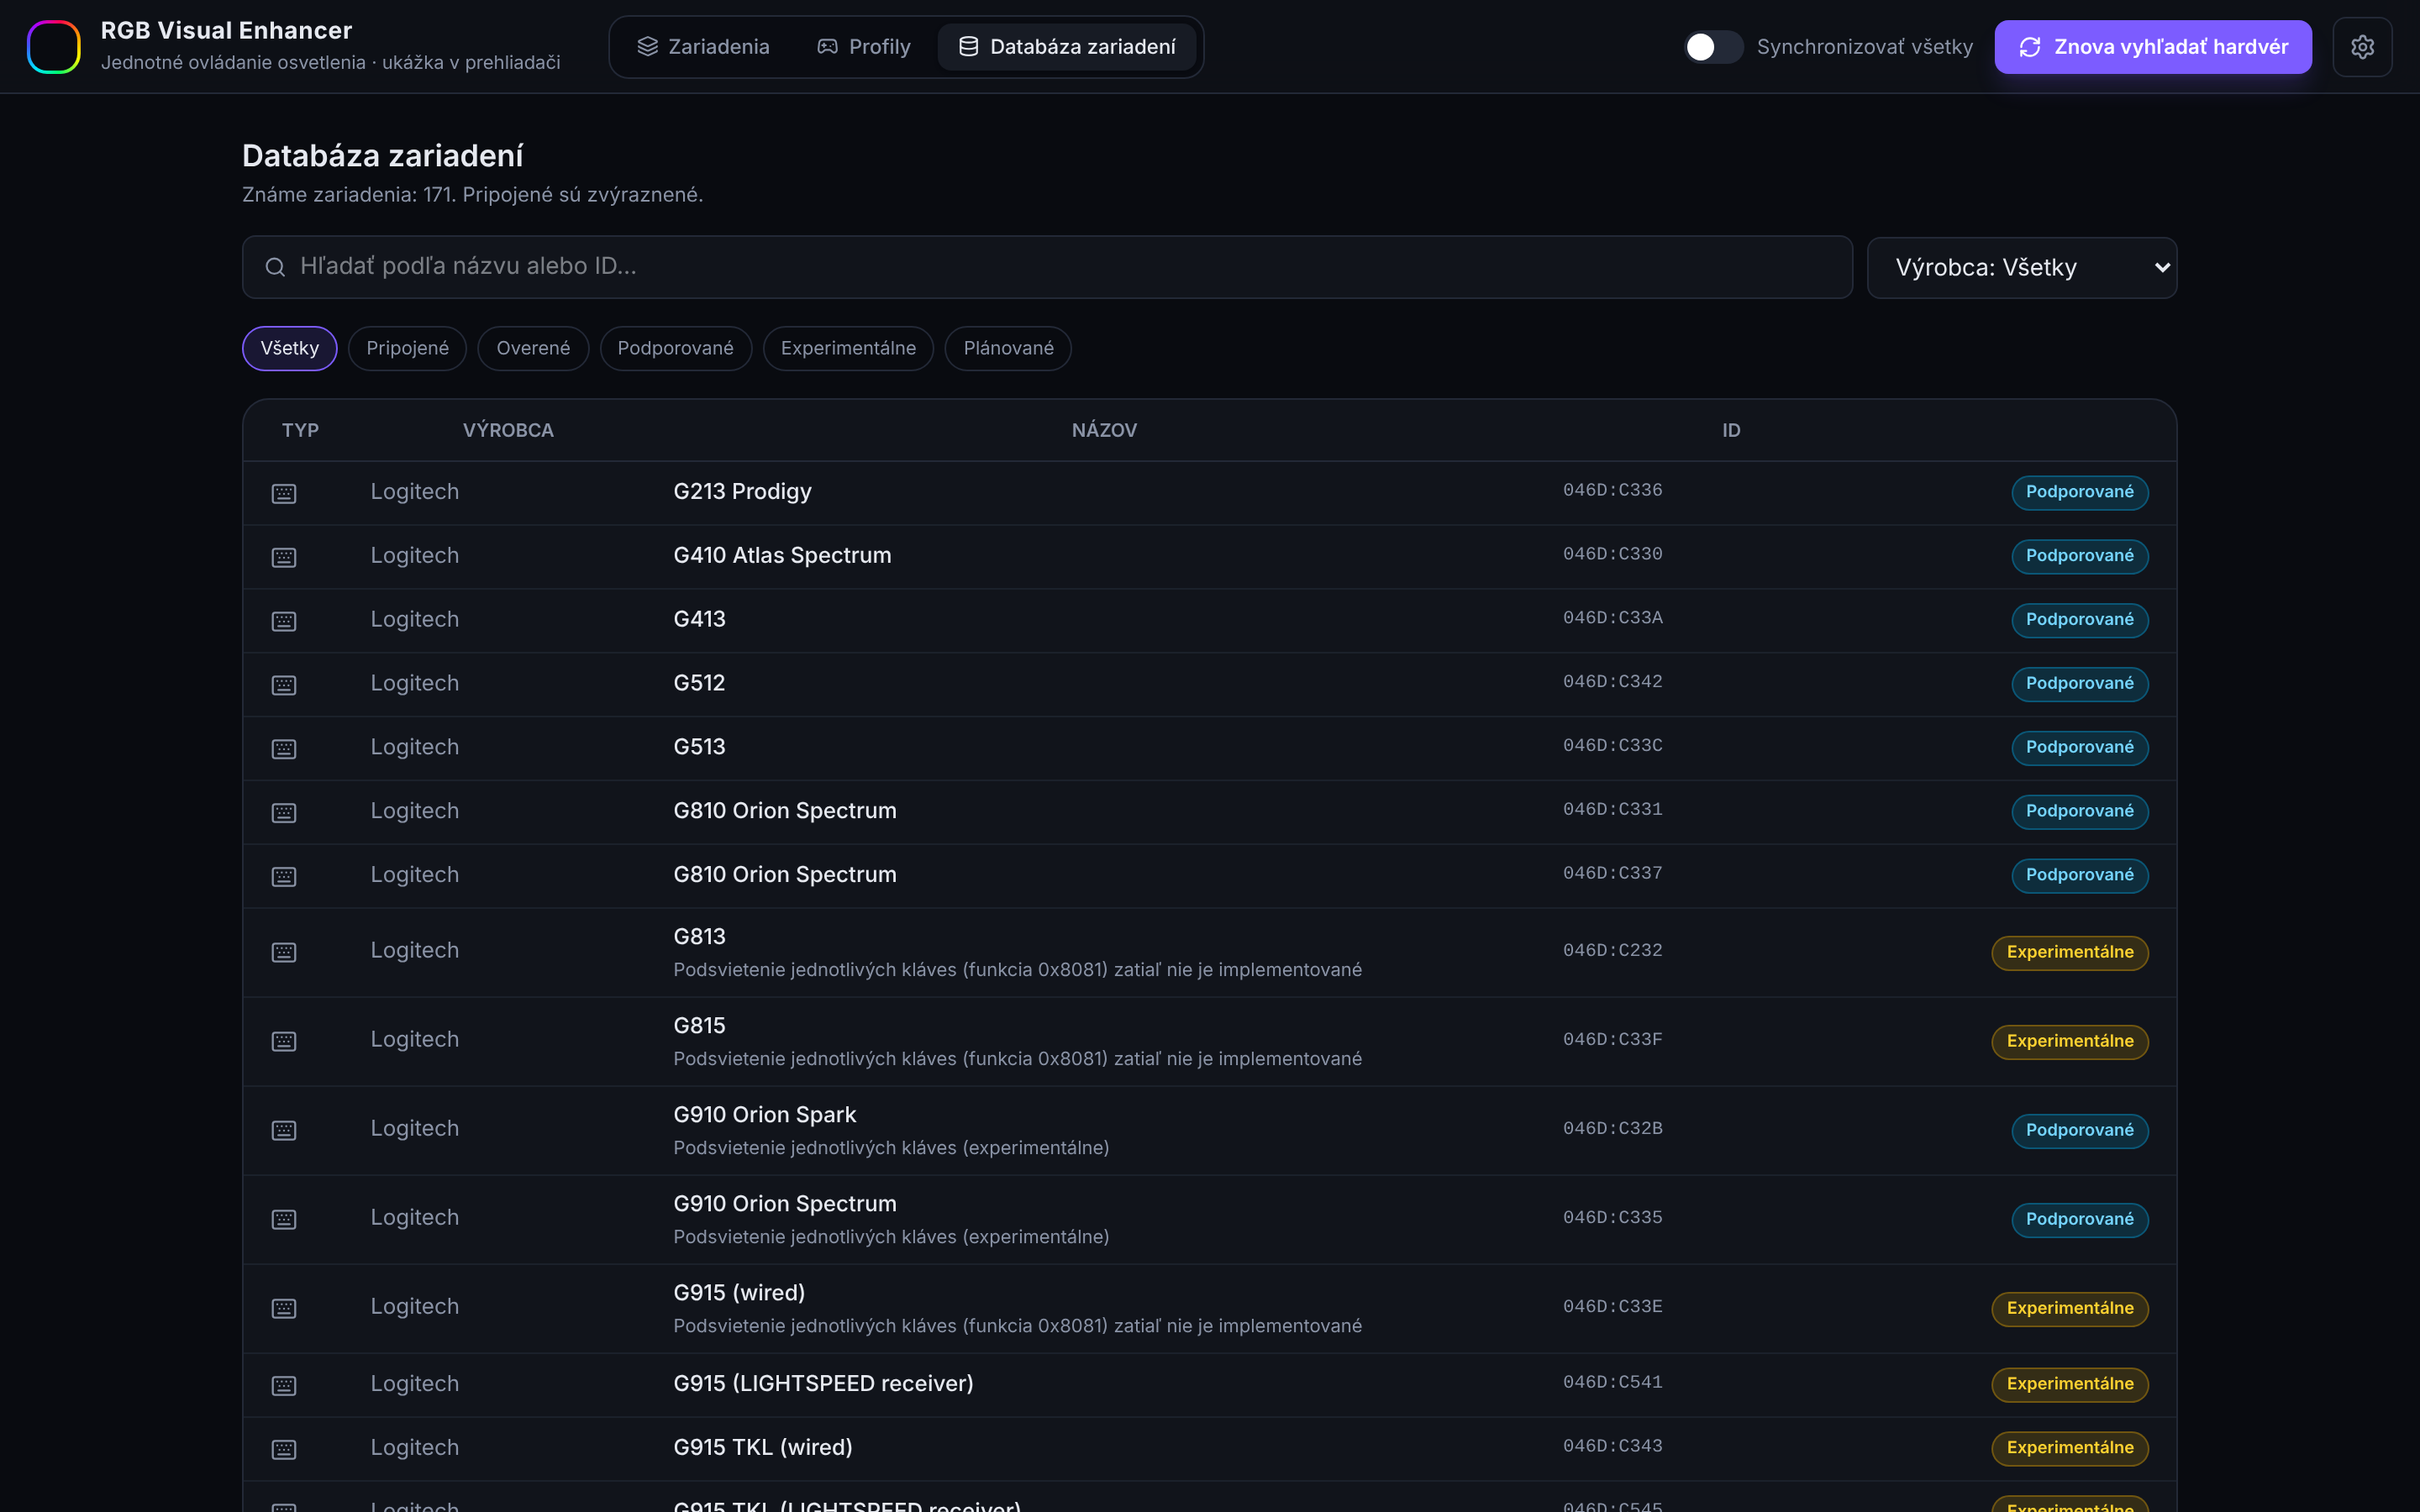 RGB Visual Enhancer
Jednotné ovládanie osvetlenia · ukážka v prehliadači
Zariadenia
Profily
Databáza zariadení
Synchronizovať všetky
Znova vyhľadať hardvér
Databáza zariadení
Známe zariadenia: 171. Pripojené sú zvýraznené.
Hľadať podľa názvu alebo ID...
Výrobca: Všetky
Všetky
Pripojené
Overené
Podporované
Experimentálne
Plánované
TYP VÝROBCA NÁZOV ID
Logitech G213 Prodigy 046D:C336 Podporované
Logitech G410 Atlas Spectrum 046D:C330 Podporované
Logitech G413 046D:C33A Podporované
Logitech G512 046D:C342 Podporované
Logitech G513 046D:C33C Podporované
Logitech G810 Orion Spectrum 046D:C331 Podporované
Logitech G810 Orion Spectrum 046D:C337 Podporované
Logitech G813 046D:C232 Experimentálne
Podsvietenie jednotlivých kláves (funkcia 0x8081) zatiaľ nie je implementované
Logitech G815 046D:C33F Experimentálne
Podsvietenie jednotlivých kláves (funkcia 0x8081) zatiaľ nie je implementované
Logitech G910 Orion Spark 046D:C32B Podporované
Podsvietenie jednotlivých kláves (experimentálne)
Logitech G910 Orion Spectrum 046D:C335 Podporované
Podsvietenie jednotlivých kláves (experimentálne)
Logitech G915 (wired) 046D:C33E Experimentálne
Podsvietenie jednotlivých kláves (funkcia 0x8081) zatiaľ nie je implementované
Logitech G915 (LIGHTSPEED receiver) 046D:C541 Experimentálne
Logitech G915 TKL (wired) 046D:C343 Experimentálne
Logitech G915 TKL (LIGHTSPEED receiver) 046D:C545 Experimentálne